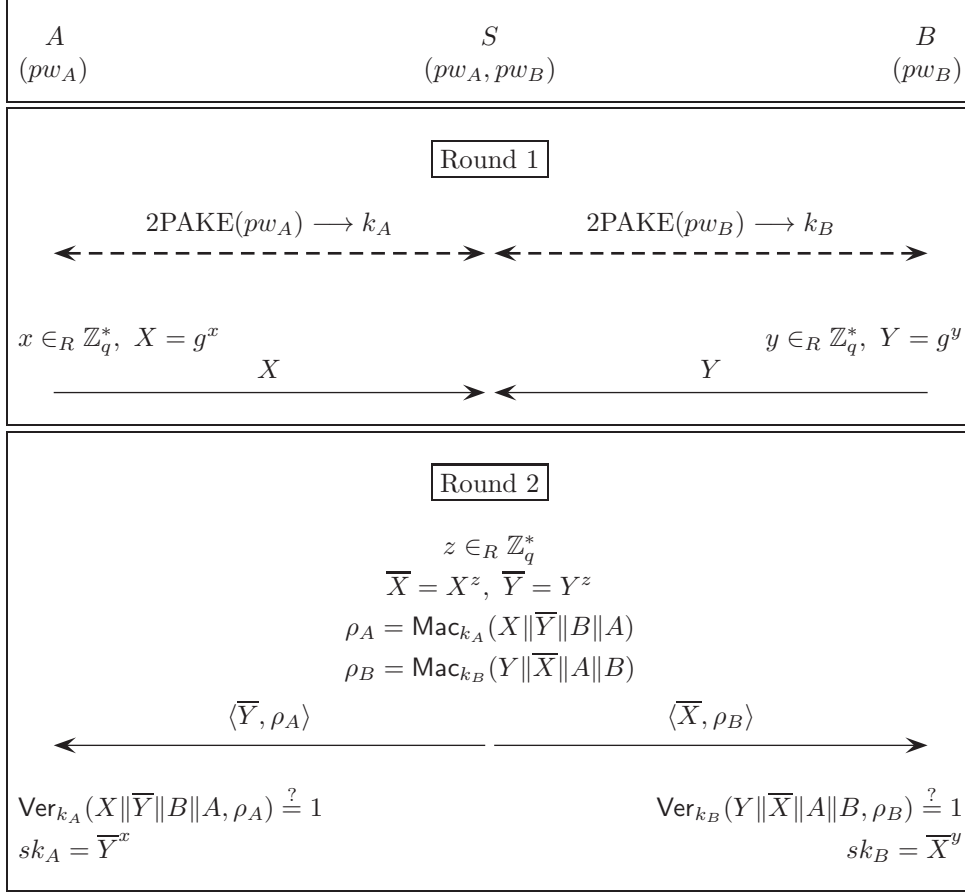 A S B
(pw_A) (pw_A, pw_B) (pw_B)
Round 1
2PAKE(pw_A) ⟶ k_A 2PAKE(pw_B) ⟶ k_B
x ∈_R ℤ_q^*, X = g^x y ∈_R ℤ_q^*, Y = g^y
X Y
Round 2
z ∈_R ℤ_q^*
X̅ = X^z, Y̅ = Y^z
ρ_A = Mac_{k_A}(X‖Y̅‖B‖A)
ρ_B = Mac_{k_B}(Y‖X̅‖A‖B)
⟨Y̅, ρ_A⟩ ⟨X̅, ρ_B⟩
Ver_{k_A}(X‖Y̅‖B‖A, ρ_A) ≟ 1 Ver_{k_B}(Y‖X̅‖A‖B, ρ_B) ≟ 1
sk_A = Y̅^x sk_B = X̅^y